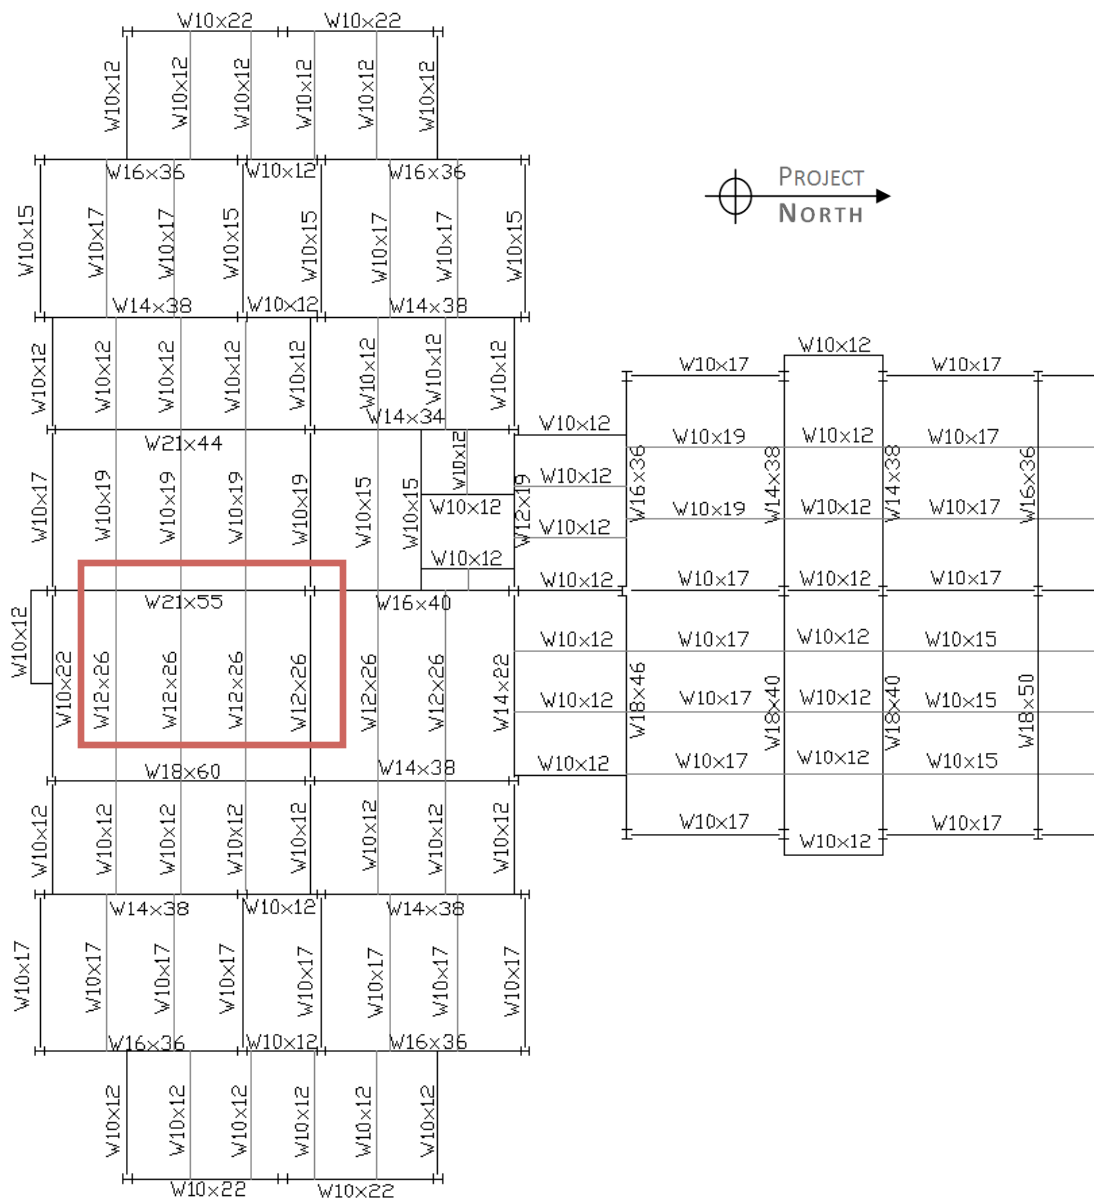 W10×22 W10×22
W10×12 W10×12 W10×12 W10×12 W10×12 W10×12
W16×36 W10×12 W16×36
PROJECT
NORTH
W10×15 W10×17 W10×17 W10×15 W10×15 W10×17 W10×17 W10×15
W14×38 W10×12 W14×38
W10×12
W10×12 W10×12 W10×12 W10×12 W10×12 W10×12 W10×12 W10×12
W10×17 W10×17
W14×34
W10×12
W21×44
W10×19 W10×12 W10×17
W10×17 W10×19 W10×19 W10×19 W10×19 W10×15 W10×15 W10×12 W12×19
W10×12
W16×36 W14×38 W14×38 W16×36
W10×12
W10×19 W10×12 W10×17
W10×12
W10×12
W10×12 W10×17 W10×12 W10×17
W21×55 W16×40
W10×12
W10×12 W10×17 W10×12 W10×15
W10×22 W12×26 W12×26 W12×26 W12×26 W12×26 W12×26 W14×22
W10×12 W10×17 W10×12 W10×15
W18×46 W18×40 W18×40 W18×50
W10×12 W10×17 W10×12 W10×15
W18×60 W14×38
W10×12 W10×12 W10×12 W10×12 W10×12 W10×12 W10×12 W10×12
W10×17 W10×12 W10×17
W14×38 W10×12 W14×38
W10×17 W10×17 W10×17 W10×17 W10×17 W10×17 W10×17 W10×17
W16×36 W10×12 W16×36
W10×12 W10×12 W10×12 W10×12 W10×12 W10×12
W10×22 W10×22